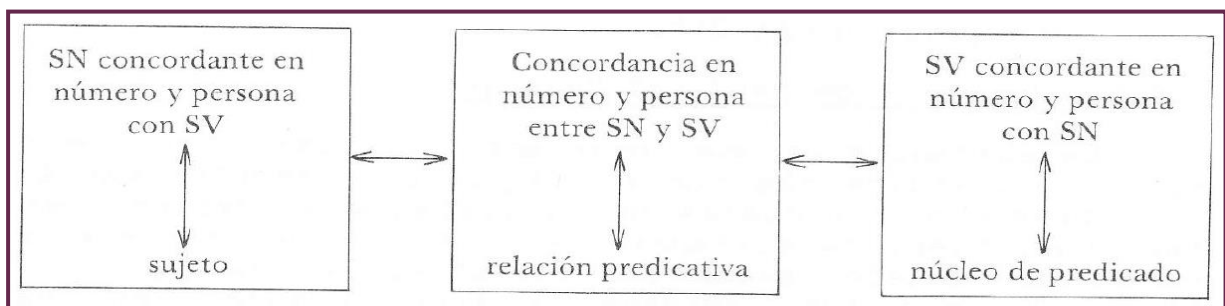 SN concordante en
número y persona
con SV
sujeto
Concordancia en
número y persona
entre SN y SV
relación predicativa
SV concordante en
número y persona
con SN
núcleo de predicado